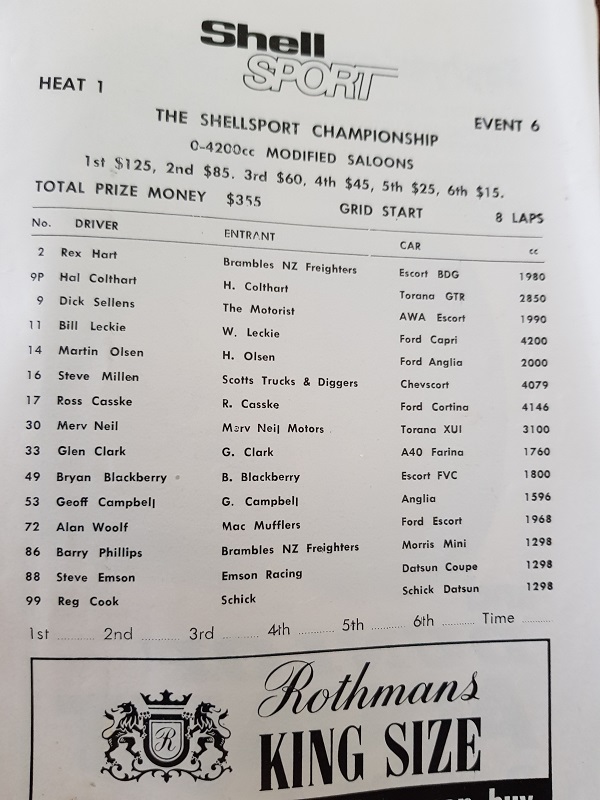 Shell
SPORT
HEAT 1
EVENT 6
THE SHELLSPORT CHAMPIONSHIP
0-4200cc MODIFIED SALOONS
1st $125, 2nd $85. 3rd $60, 4th $45, 5th $25, 6th $15.
TOTAL PRIZE MONEY $355 GRID START 8 LAPS
No. DRIVER ENTRANT CAR cc
2 Rex Hart Brambles NZ Freighters Escort BDG 1980
9P Hal Colthart H. Colthart Torana GTR 2850
9 Dick Sellens The Motorist AWA Escort 1990
11 Bill Leckie W. Leckie Ford Capri 4200
14 Martin Olsen H. Olsen Ford Anglia 2000
16 Steve Millen Scotts Trucks & Diggers Chevscort 4079
17 Ross Casske R. Casske Ford Cortina 4146
30 Merv Neil Merv Neil Motors Torana XUI 3100
33 Glen Clark G. Clark A40 Farina 1760
49 Bryan Blackberry B. Blackberry Escort FVC 1800
53 Geoff Campbell G. Campbell Anglia 1596
72 Alan Woolf Mac Mufflers Ford Escort 1968
86 Barry Phillips Brambles NZ Freighters Morris Mini 1298
88 Steve Emson Emson Racing Datsun Coupe 1298
99 Reg Cook Schick Schick Datsun 1298
1st ............ 2nd ............ 3rd ............ 4th ............ 5th ............ 6th ............ Time ............
R
Rothmans
KING SIZE
buy